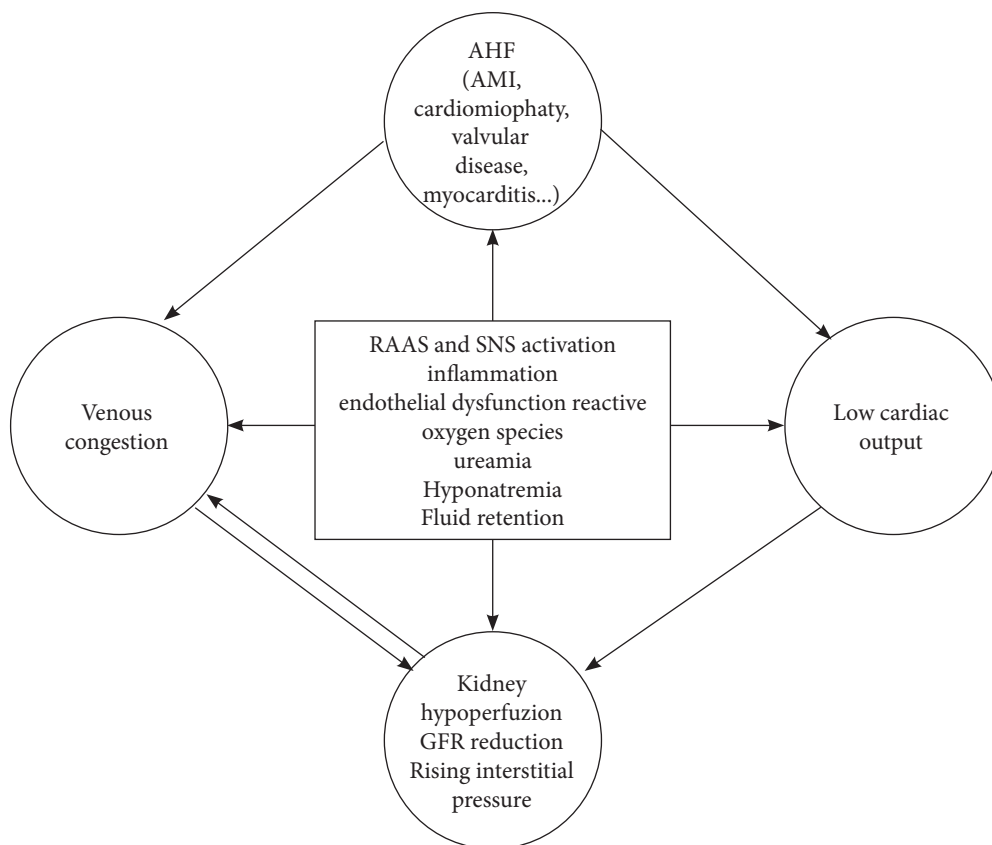 AHF
(AMI,
cardiomiophaty,
valvular
disease,
myocarditis...)
RAAS and SNS activation
inflammation
endothelial dysfunction reactive
oxygen species
ureamia
Hyponatremia
Fluid retention
Venous
congestion
Low cardiac
output
Kidney
hypoperfuzion
GFR reduction
Rising interstitial
pressure